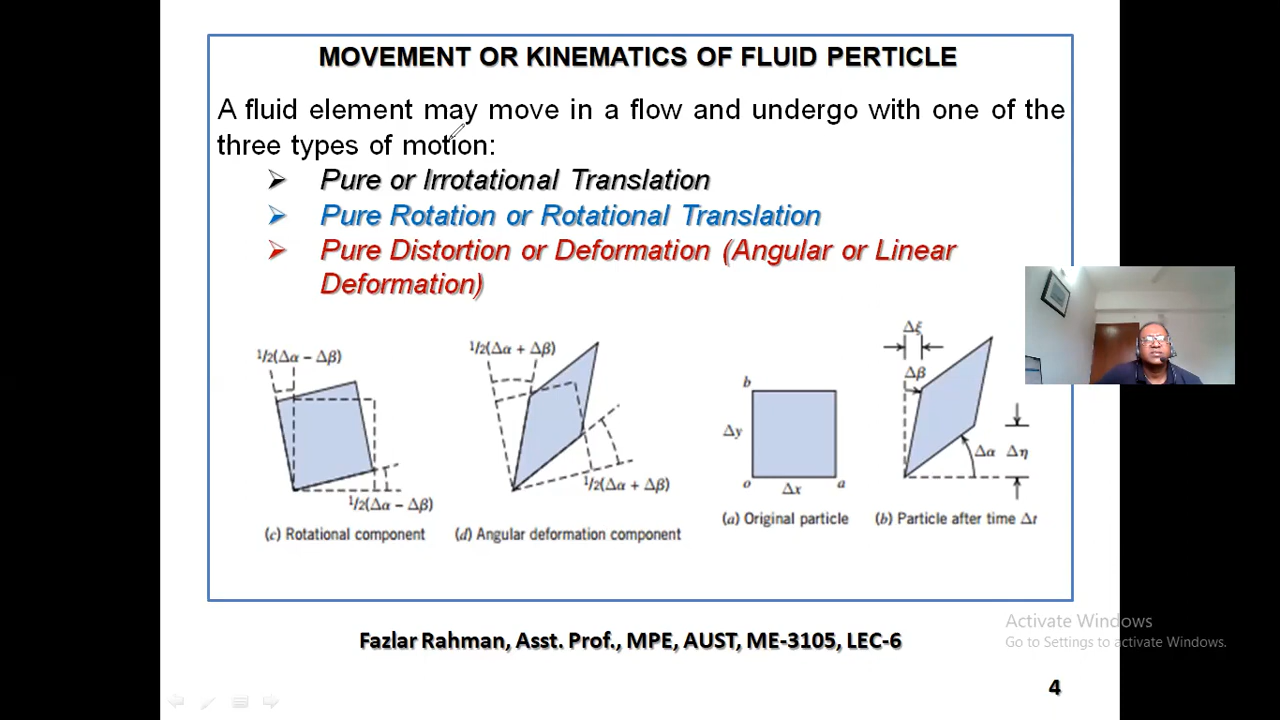 MOVEMENT OR KINEMATICS OF FLUID PERTICLE
A fluid element may move in a flow and undergo with one of the
three types of motion:
Pure or Irrotational Translation
Pure Rotation or Rotational Translation
Pure Distortion or Deformation (Angular or Linear
Deformation)
½(Δα − Δβ)
½(Δα − Δβ)
(c) Rotational component
½(Δα + Δβ)
½(Δα + Δβ)
(d) Angular deformation component
b
Δy
o
Δx
a
(a) Original particle
Δξ
Δβ
Δα
Δη
(b) Particle after time Δt
Activate Windows
Go to Settings to activate Windows.
Fazlar Rahman, Asst. Prof., MPE, AUST, ME-3105, LEC-6
4